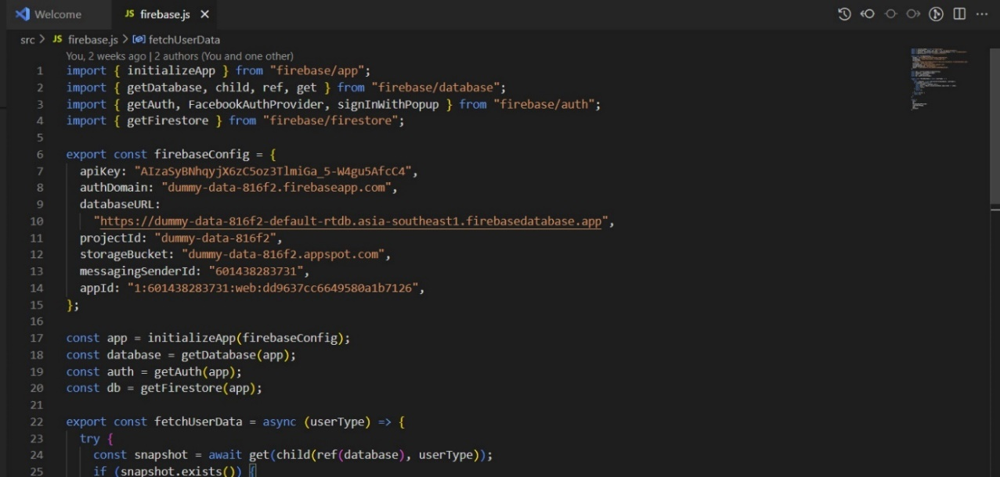 Welcome
JS firebase.js
src > JS firebase.js > fetchUserData
You, 2 weeks ago | 2 authors (You and one other)
1 import { initializeApp } from "firebase/app";
2 import { getDatabase, child, ref, get } from "firebase/database";
3 import { getAuth, FacebookAuthProvider, signInWithPopup } from "firebase/auth";
4 import { getFirestore } from "firebase/firestore";
5
6 export const firebaseConfig = {
7 apiKey: "AIzaSyBNhqyjX6zC5oz3TlmiGa_5-W4gu5AfcC4",
8 authDomain: "dummy-data-816f2.firebaseapp.com",
9 databaseURL:
10 "https://dummy-data-816f2-default-rtdb.asia-southeast1.firebasedatabase.app",
11 projectId: "dummy-data-816f2",
12 storageBucket: "dummy-data-816f2.appspot.com",
13 messagingSenderId: "601438283731",
14 appId: "1:601438283731:web:dd9637cc6649580a1b7126",
15 };
16
17 const app = initializeApp(firebaseConfig);
18 const database = getDatabase(app);
19 const auth = getAuth(app);
20 const db = getFirestore(app);
21
22 export const fetchUserData = async (userType) => {
23 try {
24 const snapshot = await get(child(ref(database), userType));
25 if (snapshot.exists()) {